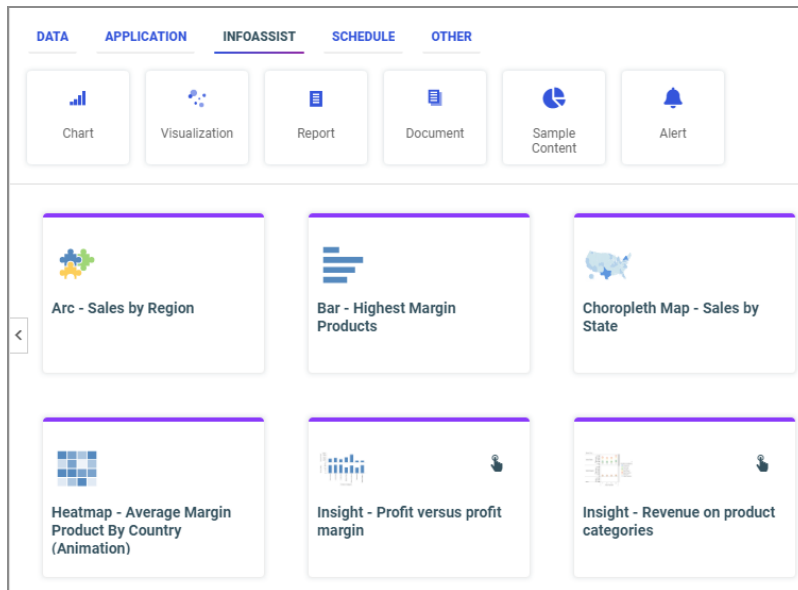 DATA APPLICATION INFOASSIST SCHEDULE OTHER
Chart Visualization Report Document Sample Content Alert
Arc - Sales by Region
Bar - Highest Margin
Products
Choropleth Map - Sales by
State
Heatmap - Average Margin
Product By Country
(Animation)
Insight - Profit versus profit
margin
Insight - Revenue on product
categories